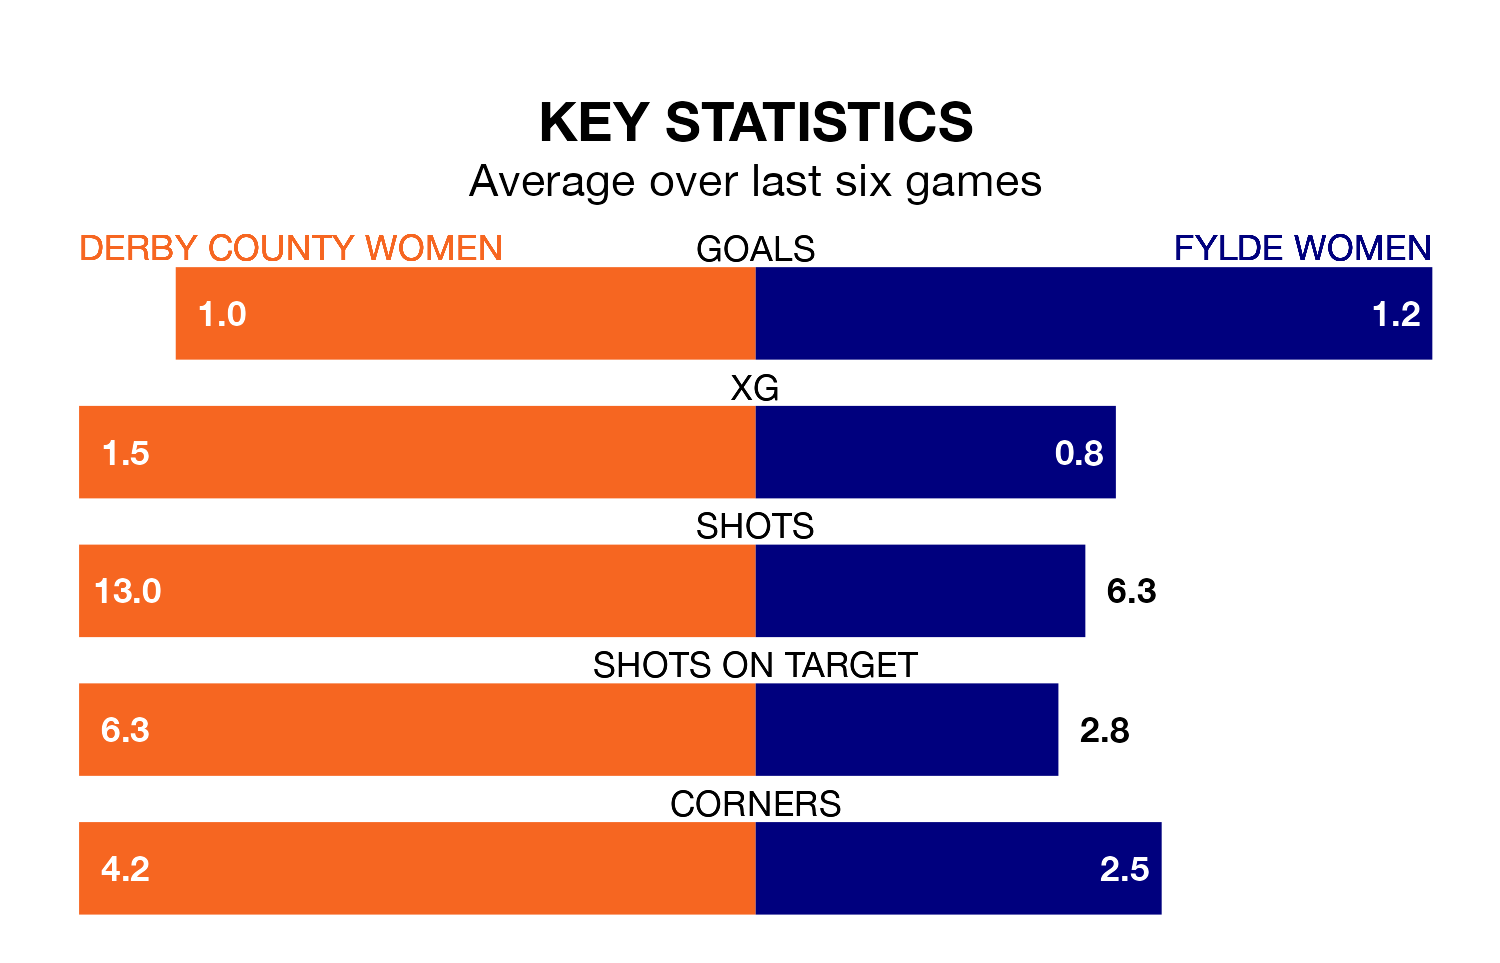 KEY STATISTICS
Average over last six games
DERBY COUNTY WOMEN GOALS FYLDE WOMEN
1.0 1.2
XG
1.5 0.8
SHOTS
13.0 6.3
SHOTS ON TARGET
6.3 2.8
CORNERS
4.2 2.5